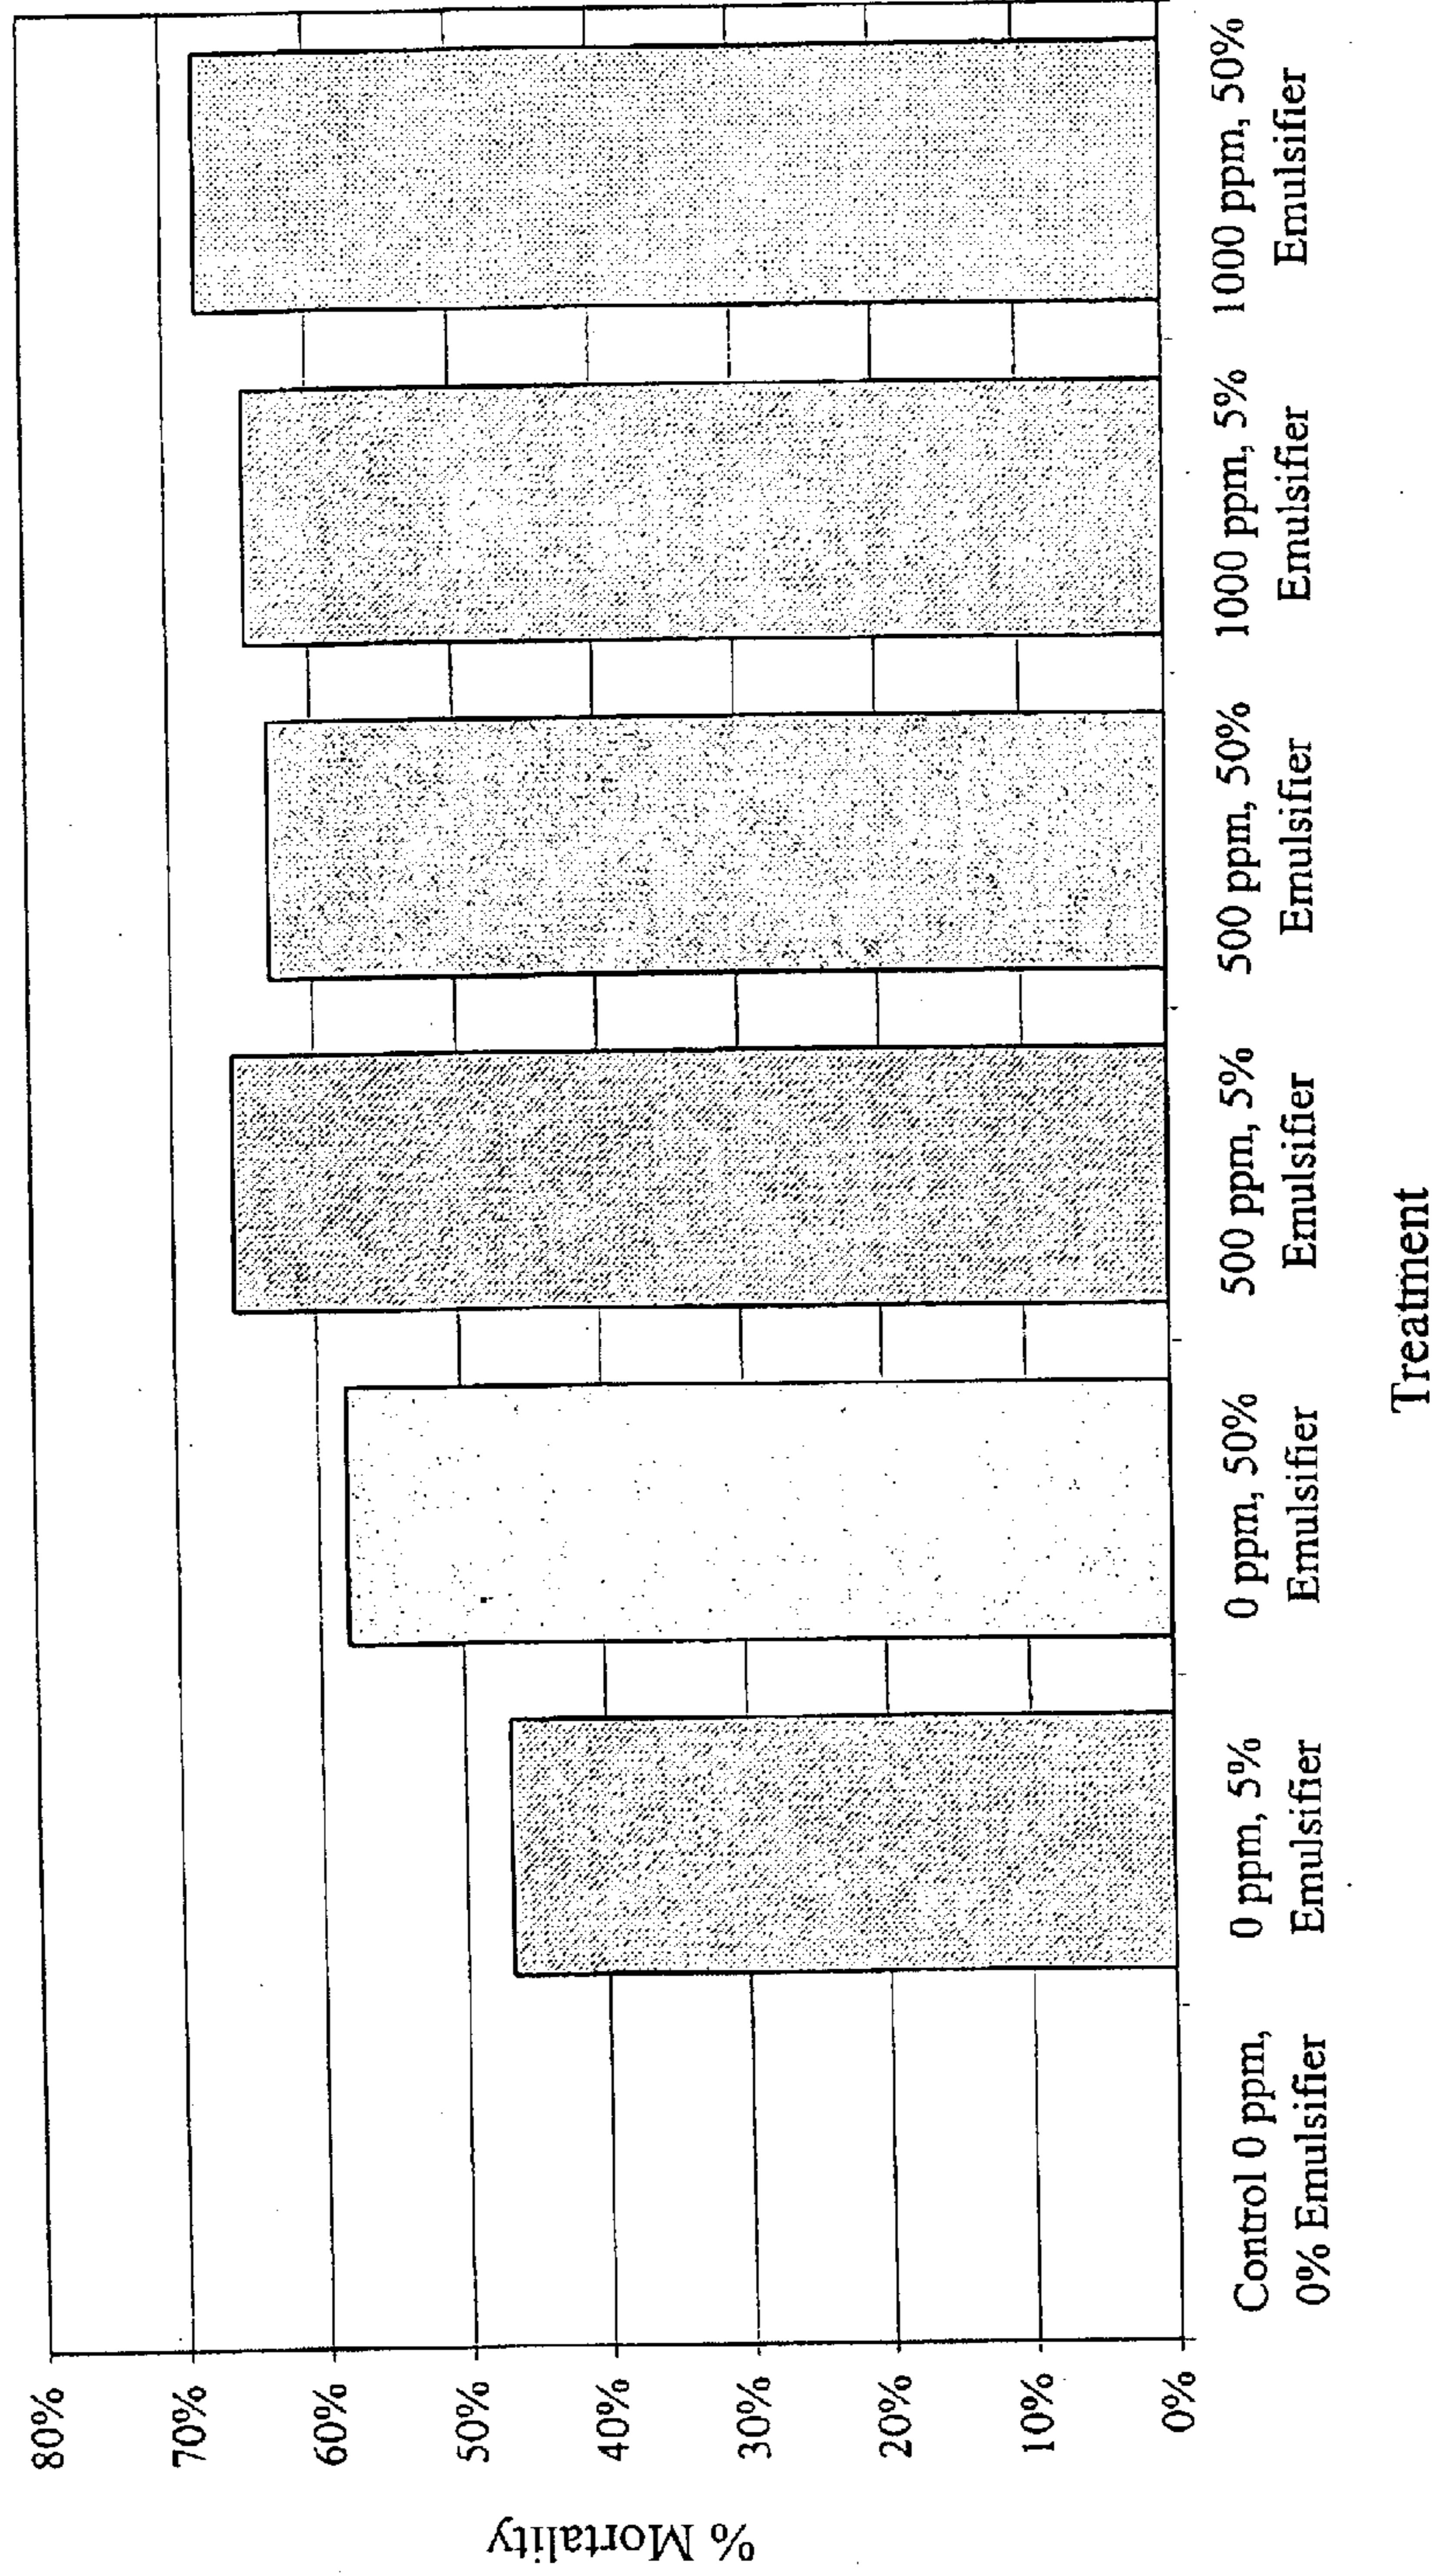 % Mortality
80%
70%
60%
50%
40%
30%
20%
10%
0%
Control 0 ppm,
0% Emulsifier
0 ppm, 5%
Emulsifier
0 ppm, 50%
Emulsifier
500 ppm, 5%
Emulsifier
500 ppm, 50%
Emulsifier
1000 ppm, 5%
Emulsifier
1000 ppm, 50%
Emulsifier
Treatment